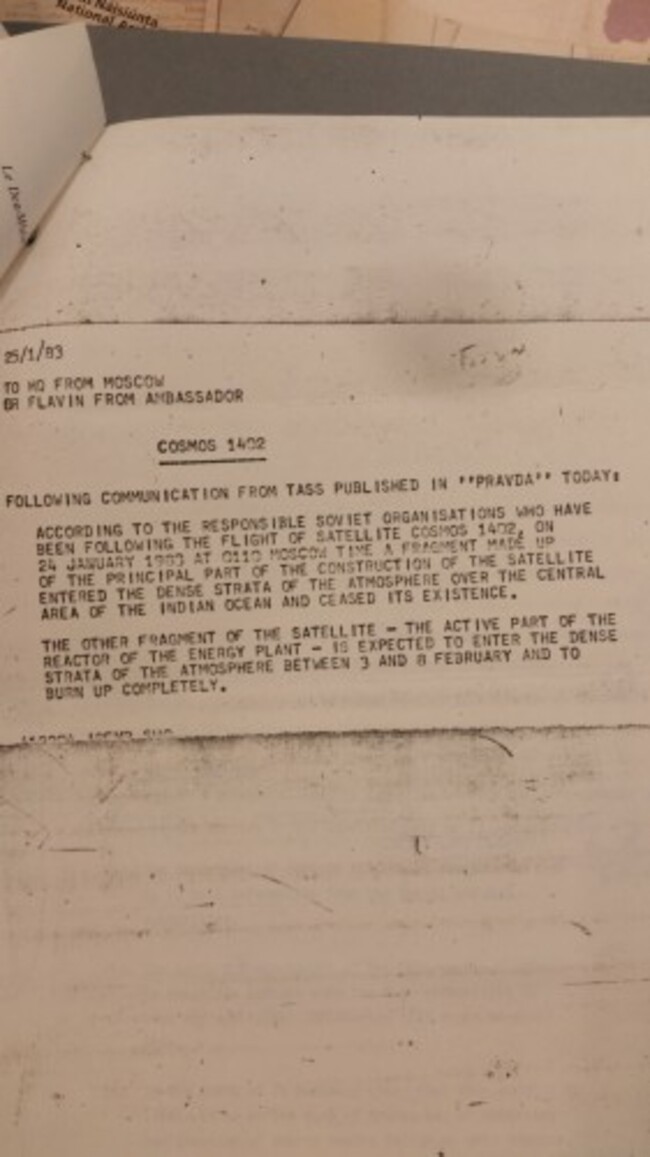 Náisiúnta
National
25/1/83
TO HQ FROM MOSCOW
FLAVIN FROM AMBASSADOR
COSMOS 1402
FOLLOWING COMMUNICATION FROM TASS PUBLISHED IN ''PRAVDA'' TODAY:
ACCORDING TO THE RESPONSIBLE SOVIET ORGANISATIONS WHO HAVE
BEEN FOLLOWING THE FLIGHT OF SATELLITE COSMOS 1402, ON
24 JANUARY 1983 AT 0110 MOSCOW TIME A FRAGMENT MADE UP
OF THE PRINCIPAL PART OF THE CONSTRUCTION OF THE SATELLITE
ENTERED THE DENSE STRATA OF THE ATMOSPHERE OVER THE CENTRAL
AREA OF THE INDIAN OCEAN AND CEASED ITS EXISTENCE.
THE OTHER FRAGMENT OF THE SATELLITE - THE ACTIVE PART OF THE
REACTOR OF THE ENERGY PLANT - IS EXPECTED TO ENTER THE DENSE
STRATA OF THE ATMOSPHERE BETWEEN 3 AND 8 FEBRUARY AND TO
BURN UP COMPLETELY.